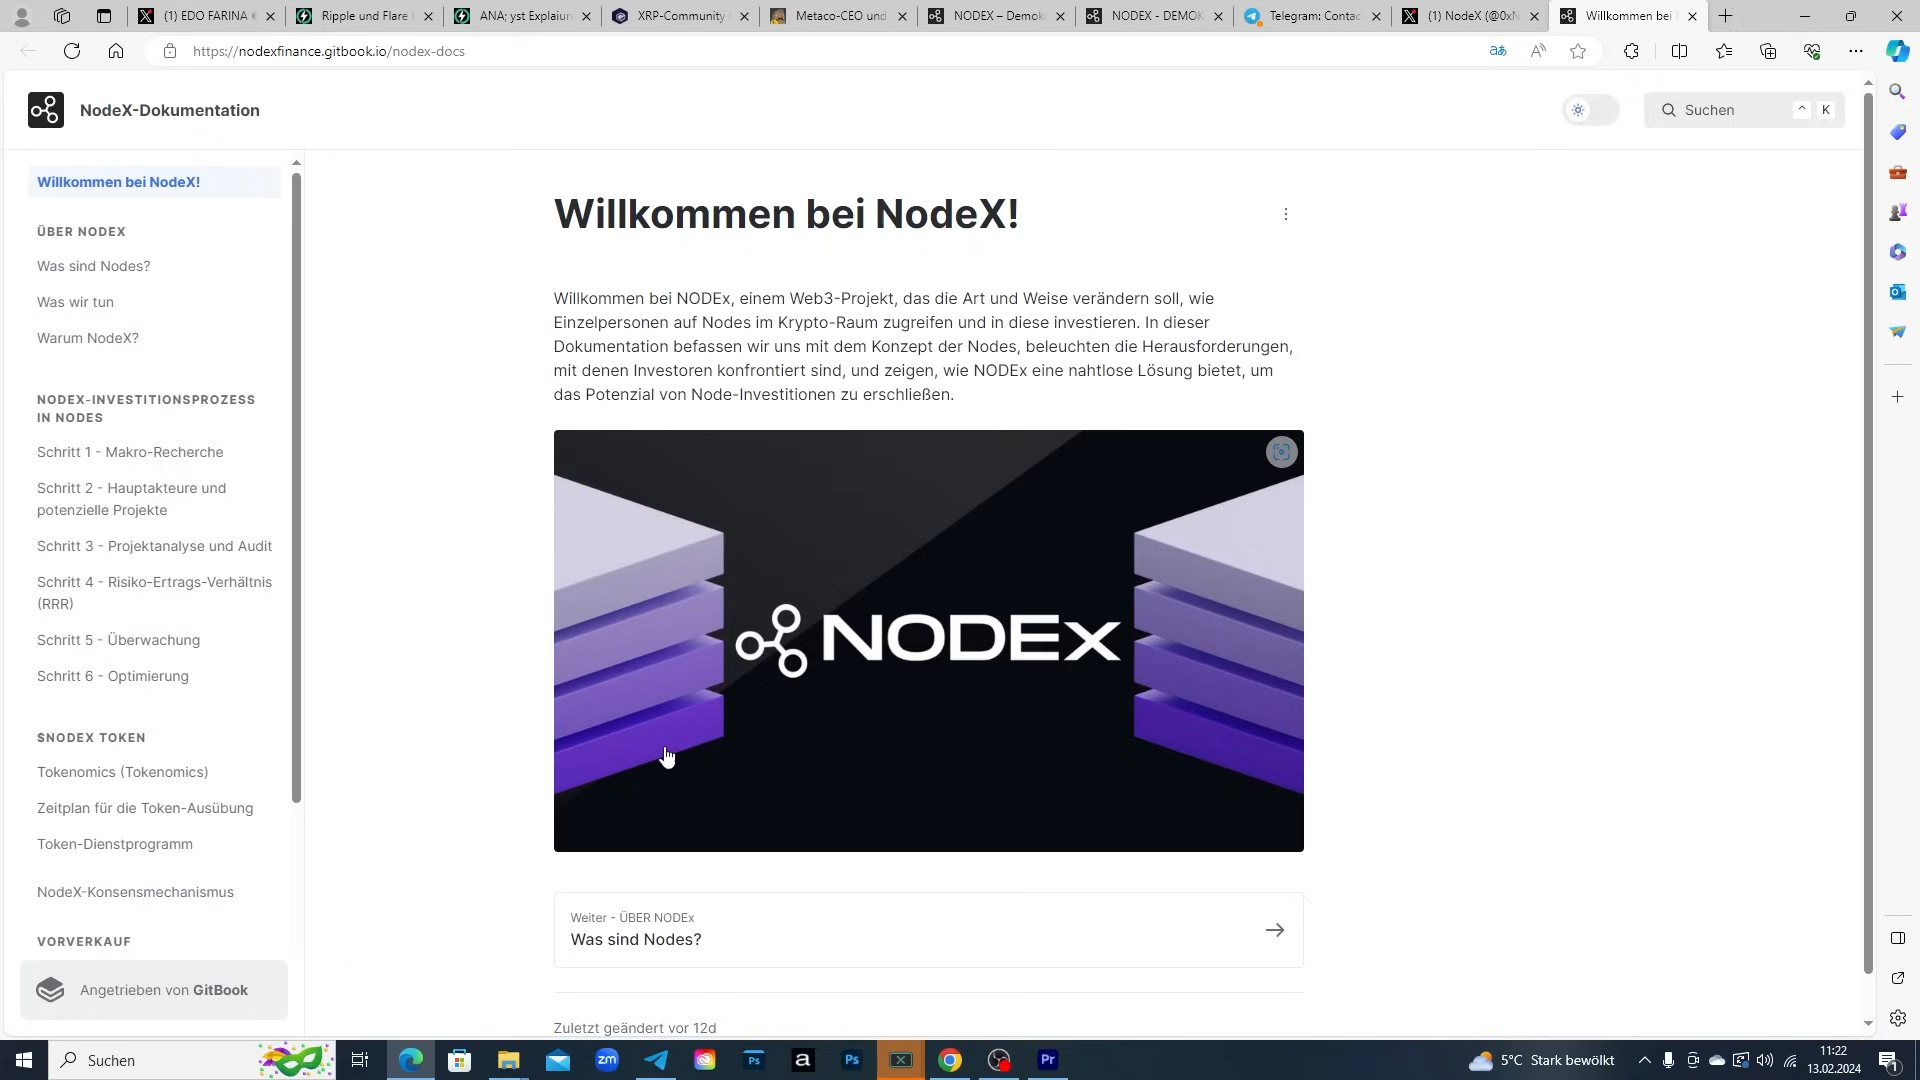 (1) EDO FARINA
Ripple und Flare
ANA; yst Explaiun
XRP-Community
Metaco-CEO und
NODEX – Demok
NODEX - DEMOK
Telegram: Contac
(1) NodeX (@0xN
Willkommen bei
https://nodexfinance.gitbook.io/nodex-docs
NodeX-Dokumentation
Suchen
^ K
Willkommen bei NodeX!
ÜBER NODEX
Was sind Nodes?
Was wir tun
Warum NodeX?
NODEX-INVESTITIONSPROZESS
IN NODES
Schritt 1 - Makro-Recherche
Schritt 2 - Hauptakteure und
potenzielle Projekte
Schritt 3 - Projektanalyse und Audit
Schritt 4 - Risiko-Ertrags-Verhältnis
(RRR)
Schritt 5 - Überwachung
Schritt 6 - Optimierung
$NODEX TOKEN
Tokenomics (Tokenomics)
Zeitplan für die Token-Ausübung
Token-Dienstprogramm
NodeX-Konsensmechanismus
VORVERKAUF
Angetrieben von GitBook
Willkommen bei NodeX!
Willkommen bei NODEx, einem Web3-Projekt, das die Art und Weise verändern soll, wie
Einzelpersonen auf Nodes im Krypto-Raum zugreifen und in diese investieren. In dieser
Dokumentation befassen wir uns mit dem Konzept der Nodes, beleuchten die Herausforderungen,
mit denen Investoren konfrontiert sind, und zeigen, wie NODEx eine nahtlose Lösung bietet, um
das Potenzial von Node-Investitionen zu erschließen.
NODEx
Weiter - ÜBER NODEx
Was sind Nodes?
Zuletzt geändert vor 12d
Suchen
zm
Ps
a
Ps
Pr
5°C Stark bewölkt
11:22
13.02.2024
1